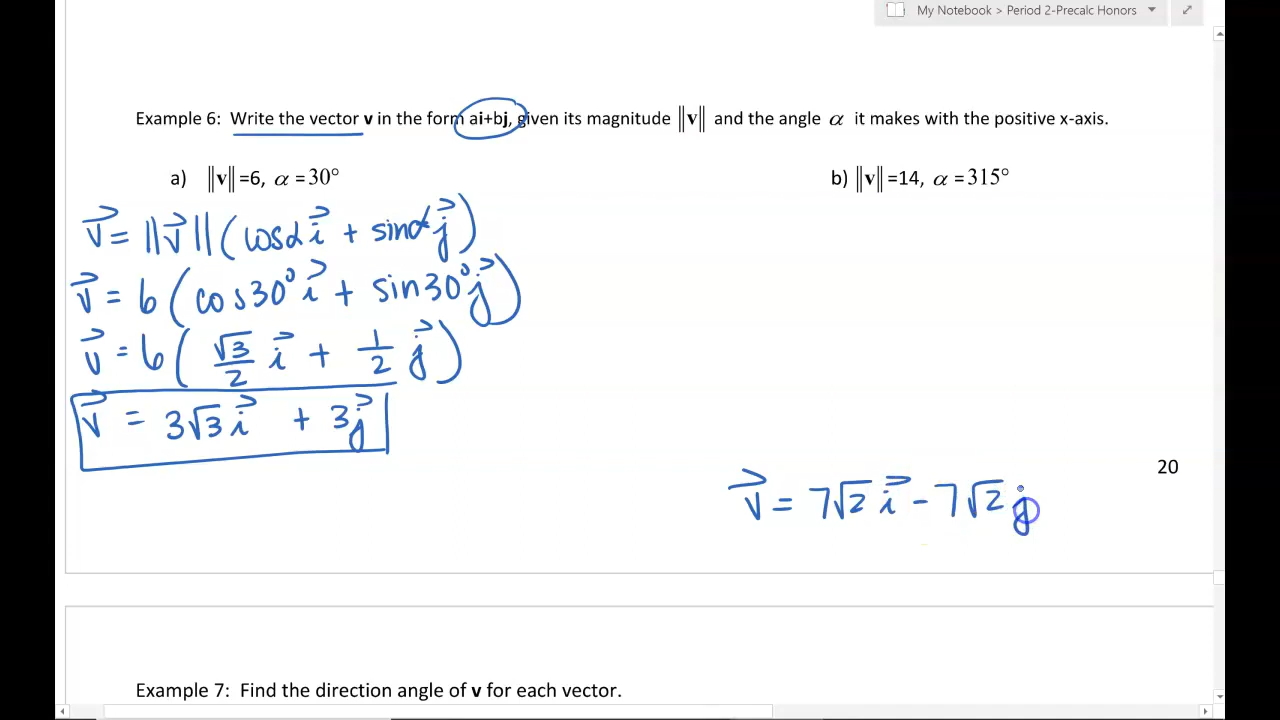 My Notebook > Period 2-Precalc Honors
Example 6: Write the vector v in the form ai+bj, given its magnitude ‖v‖ and the angle α it makes with the positive x-axis.
a) ‖v‖=6, α=30°
b) ‖v‖=14, α=315°
v⃗ = ‖v⃗‖(cosα i⃗ + sinα j⃗)
v⃗ = 6(cos30° i⃗ + sin30° j⃗)
v⃗ = 6(√3/2 i⃗ + 1/2 j⃗)
v⃗ = 3√3 i⃗ + 3j⃗
20
v⃗ = 7√2 i⃗ - 7√2 j
Example 7: Find the direction angle of v for each vector.